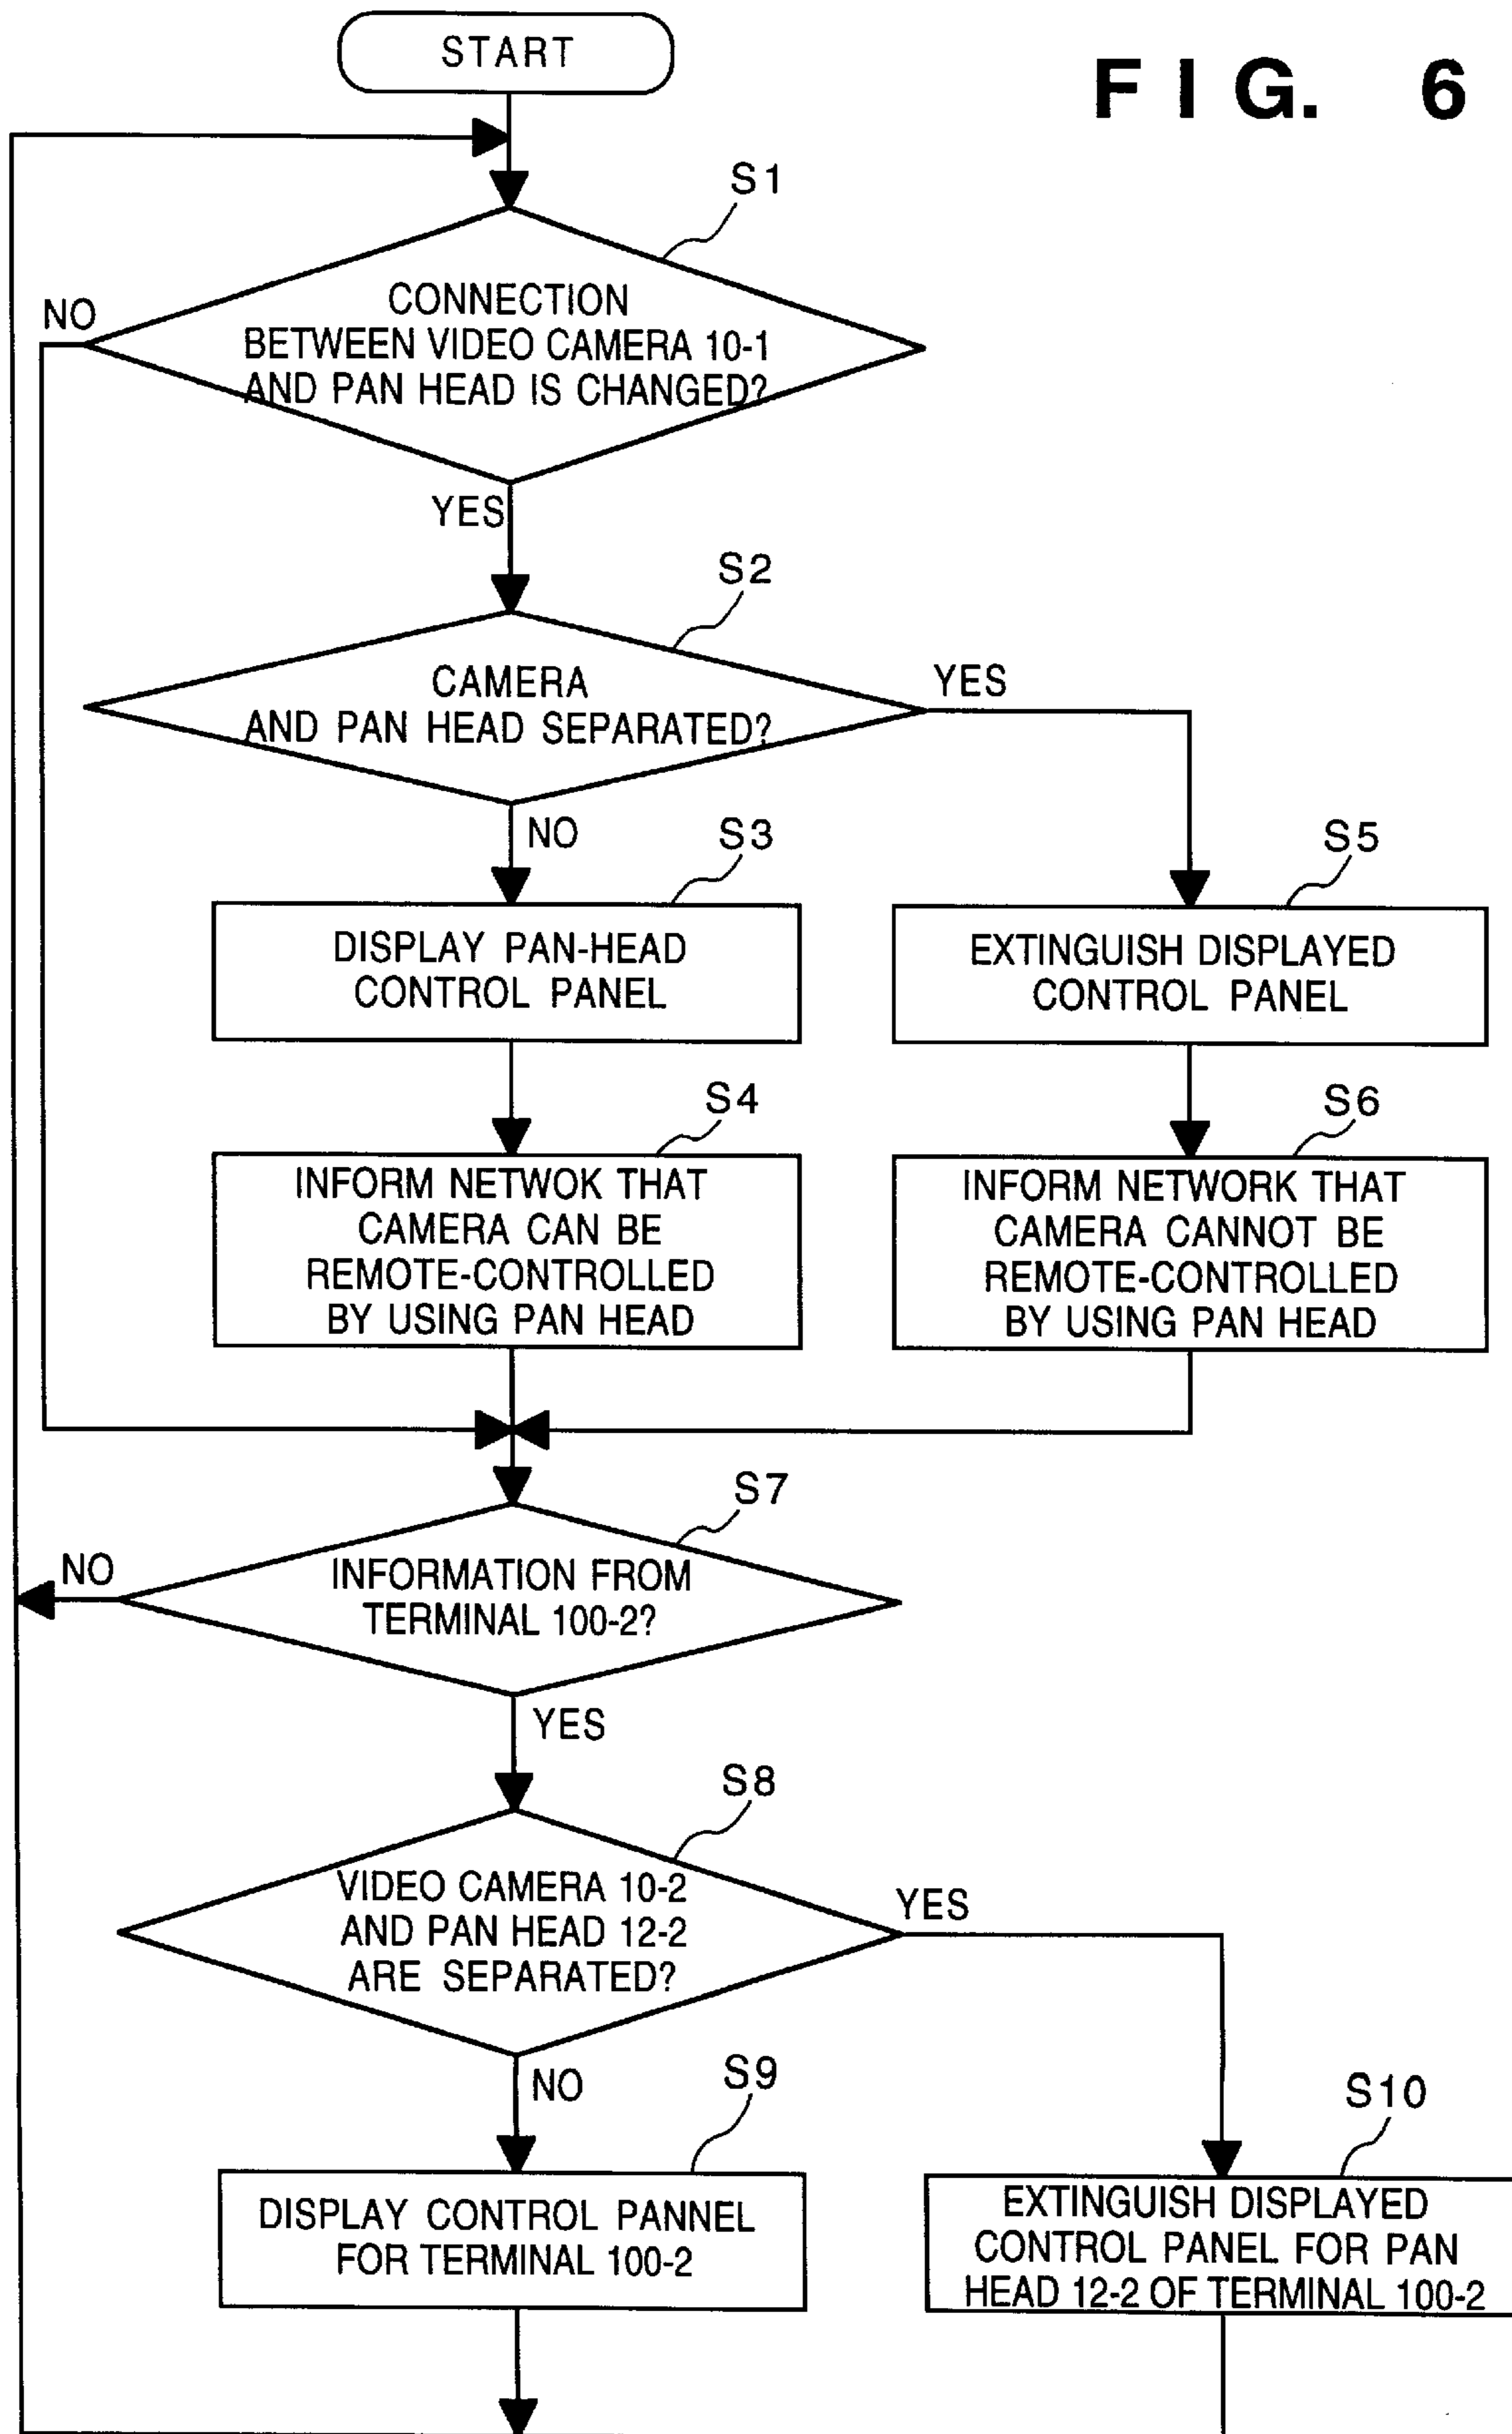 START
FIG. 6
S1
NO
CONNECTION
BETWEEN VIDEO CAMERA 10-1
AND PAN HEAD IS CHANGED?
YES
S2
CAMERA
AND PAN HEAD SEPARATED?
YES
NO
S3
DISPLAY PAN-HEAD
CONTROL PANEL
S5
EXTINGUISH DISPLAYED
CONTROL PANEL
S4
INFORM NETWOK THAT
CAMERA CAN BE
REMOTE-CONTROLLED
BY USING PAN HEAD
S6
INFORM NETWORK THAT
CAMERA CANNOT BE
REMOTE-CONTROLLED
BY USING PAN HEAD
S7
NO
INFORMATION FROM
TERMINAL 100-2?
YES
S8
VIDEO CAMERA 10-2
AND PAN HEAD 12-2
ARE SEPARATED?
YES
NO
S9
DISPLAY CONTROL PANNEL
FOR TERMINAL 100-2
S10
EXTINGUISH DISPLAYED
CONTROL PANEL FOR PAN
HEAD 12-2 OF TERMINAL 100-2